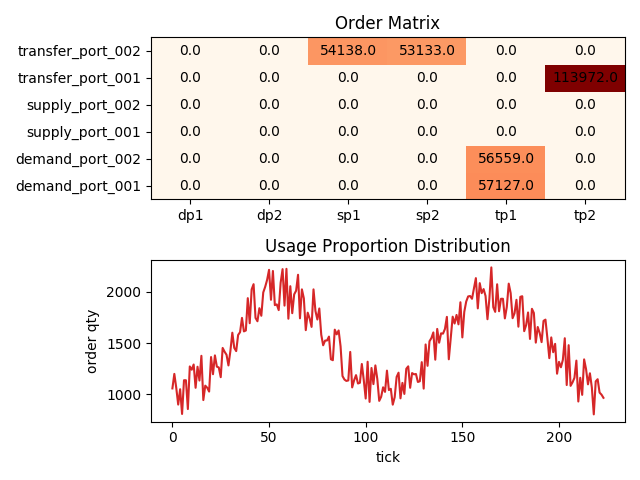 Order Matrix
transfer_port_002 0.0 0.0 54138.0 53133.0 0.0 0.0
transfer_port_001 0.0 0.0 0.0 0.0 0.0 113972.0
supply_port_002 0.0 0.0 0.0 0.0 0.0 0.0
supply_port_001 0.0 0.0 0.0 0.0 0.0 0.0
demand_port_002 0.0 0.0 0.0 0.0 56559.0 0.0
demand_port_001 0.0 0.0 0.0 0.0 57127.0 0.0
dp1 dp2 sp1 sp2 tp1 tp2
Usage Proportion Distribution
order qty
2000
1500
1000
0 50 100 150 200
tick